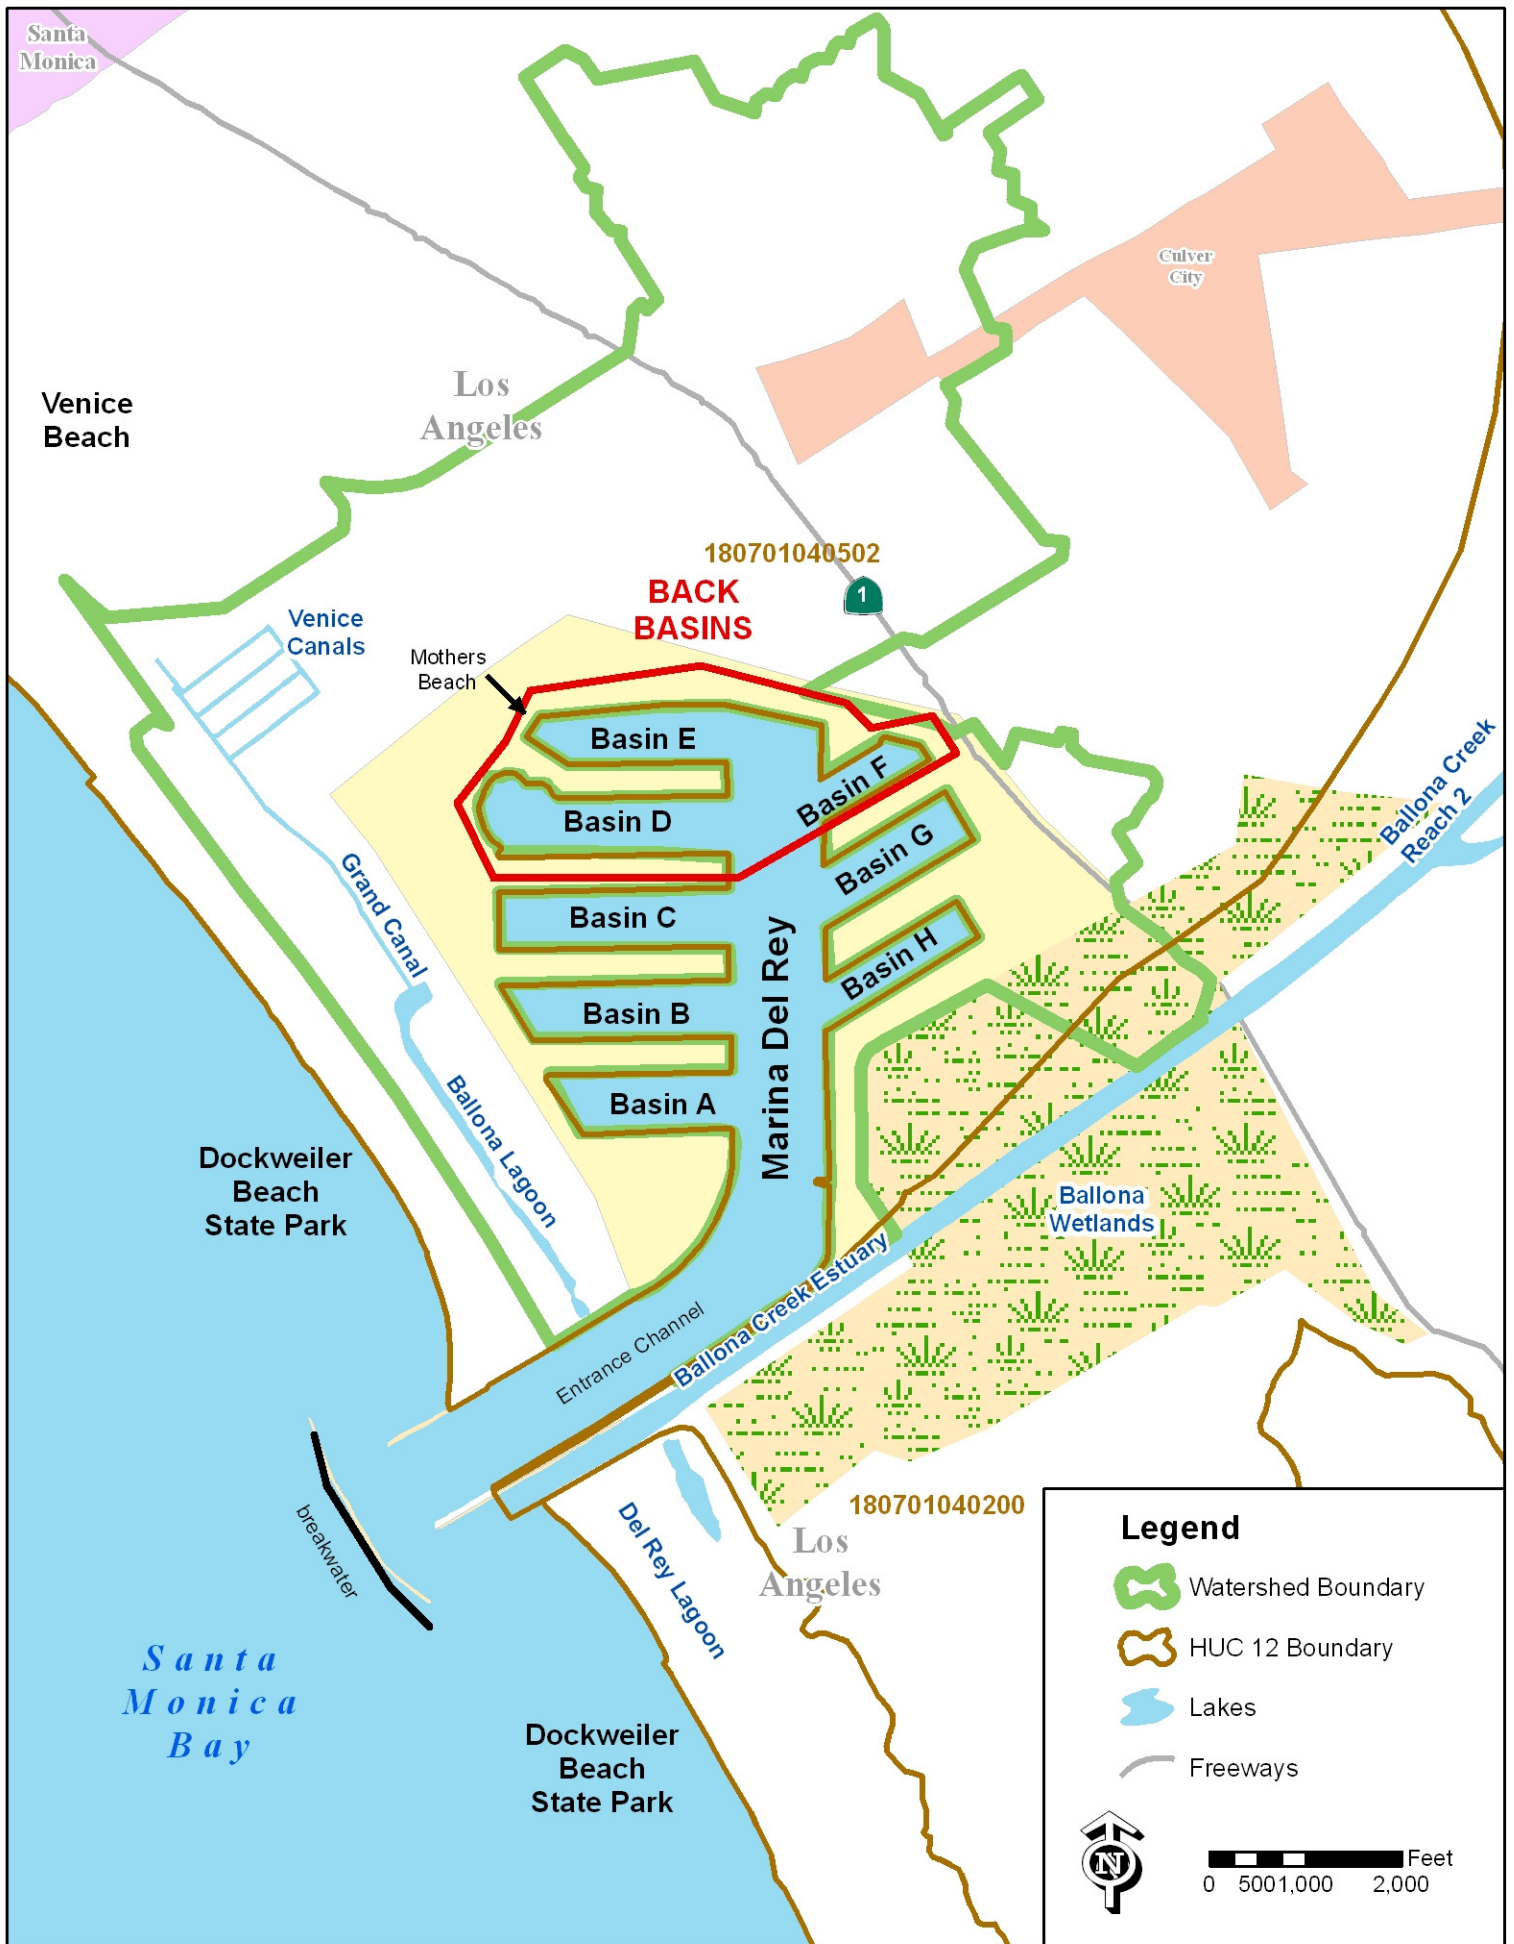 Santa
Monica
Culver
City
Los
Angeles
Venice
Beach
180701040502
BACK
BASINS
1
Venice
Canals
Mothers
Beach
Basin E
Basin F
Basin D
Basin G
Basin C
Basin H
Basin B
Basin A
Marina Del Rey
Grand Canal
Ballona Lagoon
Ballona Creek
Reach 2
Dockweiler
Beach
State Park
Ballona
Wetlands
Entrance Channel
Ballona Creek Estuary
breakwater
180701040200
Los
Angeles
Del Rey Lagoon
Santa
Monica
Bay
Dockweiler
Beach
State Park
Legend
Watershed Boundary
HUC 12 Boundary
Lakes
Freeways
N
Feet
0 500 1,000 2,000